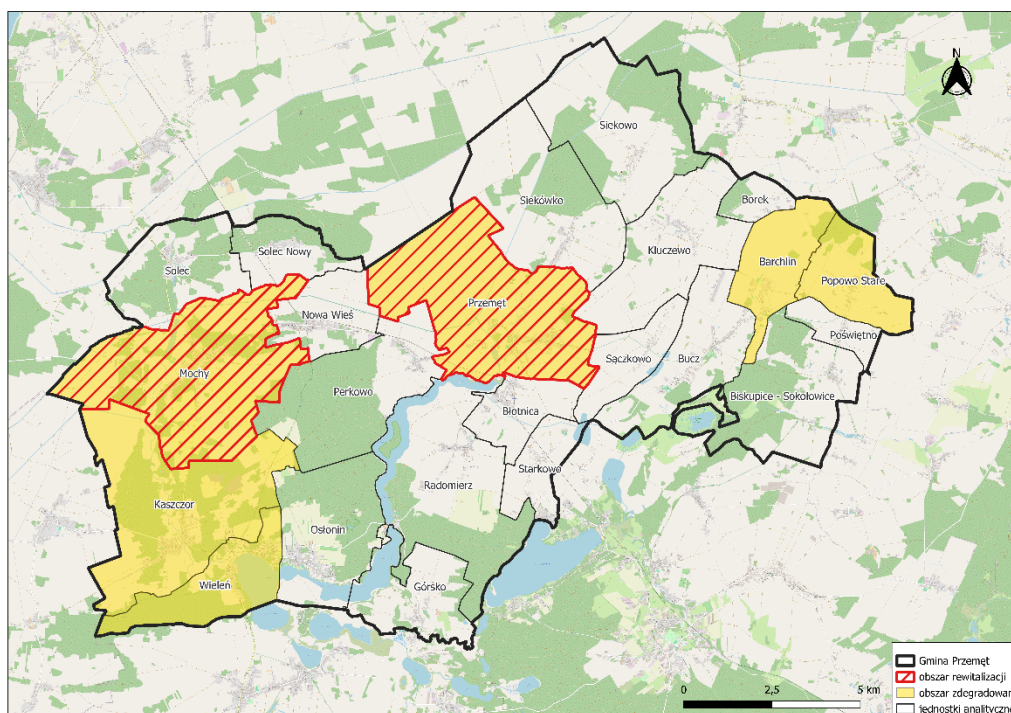 N
Siekowo
Siekówko
Borek
Solec Nowy
Solec
Kluczewo
Barchlin
Popowo Stare
Przemęt
Nowa Wieś
Poświętno
Sączkowo
Bucz
Mochy
Perkowo
Biskupice - Sokołowice
Błotnica
Starkowo
Radomierz
Kaszczor
Osłonin
Wieleń
Górsko
Gmina Przemęt
obszar rewitalizacji
obszar zdegradowan
jednostki analityczne
0 2,5 5 km